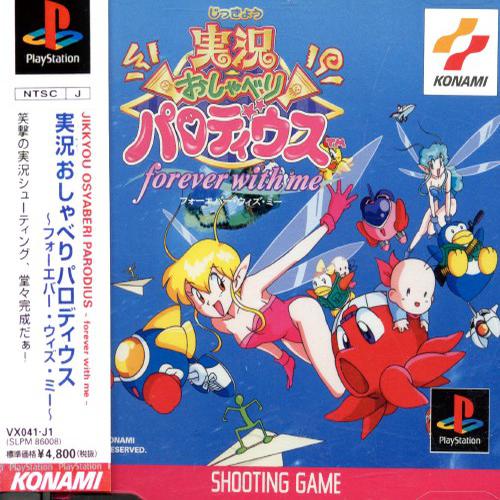 PlayStation
NTSC J
JIKKYOU OSYABERI PARODIUS - forever with me -
実況 おしゃべりパロディウス
～フォーエバー・ウィズ・ミー～
笑撃の実況シューティング、堂々完成だぁ！
VX041-J1
(SLPM 86008)
標準価格¥4,800(税抜)
PlayStation PlayStation
KONAMI
じっきょう
実況
おしゃべり
パロディウス™
forever with me
フォーエバー・ウィズ・ミー
KONAMI
KONAMI
RESERVED.
PlayStation
SHOOTING GAME